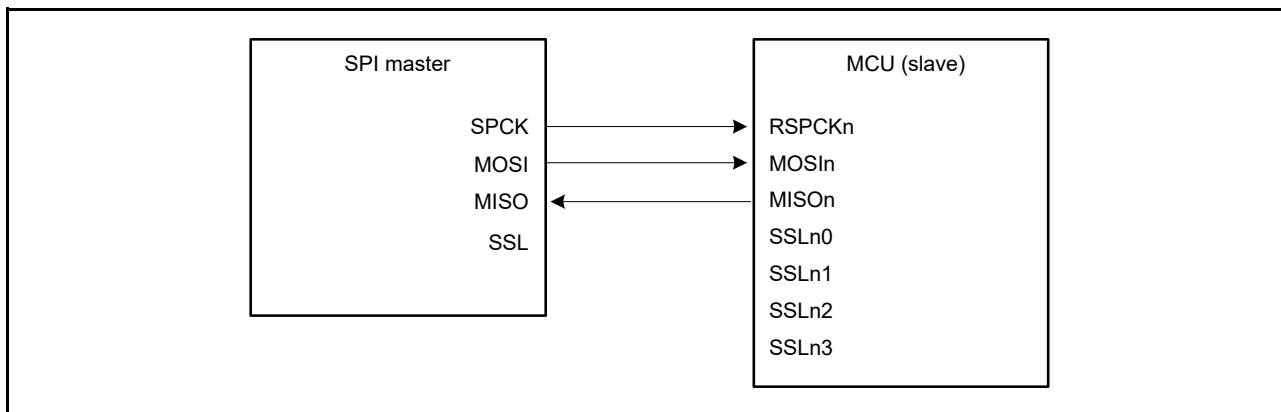 SPI master
SPCK
MOSI
MISO
SSL
MCU (slave)
RSPCKn
MOSIn
MISOn
SSLn0
SSLn1
SSLn2
SSLn3